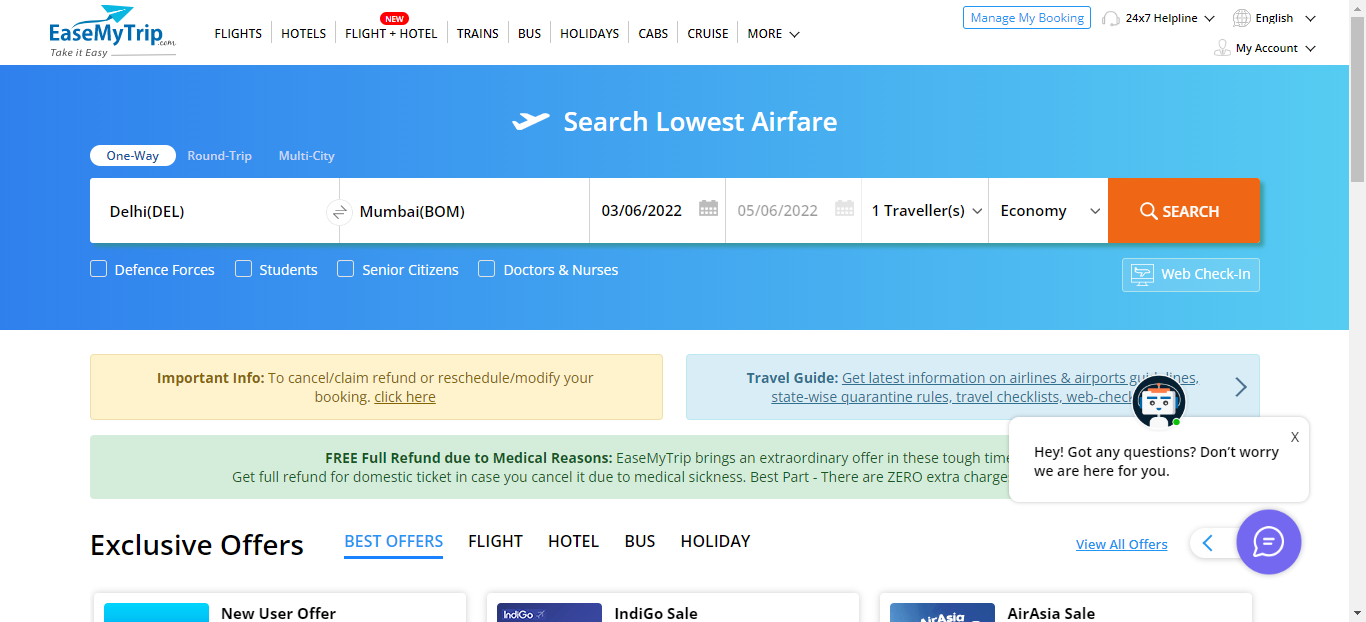 EaseMyTrip.com
Take it Easy
FLIGHTS
HOTELS
NEW
FLIGHT + HOTEL
TRAINS
BUS
HOLIDAYS
CABS
CRUISE
MORE
Manage My Booking
24x7 Helpline
English
My Account
Search Lowest Airfare
One-Way
Round-Trip
Multi-City
Delhi(DEL)
Mumbai(BOM)
03/06/2022
05/06/2022
1 Traveller(s)
Economy
SEARCH
Defence Forces
Students
Senior Citizens
Doctors & Nurses
Web Check-In
Important Info: To cancel/claim refund or reschedule/modify your
booking. click here
Travel Guide: Get latest information on airlines & airports guidelines,
state-wise quarantine rules, travel checklists, web-check
FREE Full Refund due to Medical Reasons: EaseMyTrip brings an extraordinary offer in these tough time
Get full refund for domestic ticket in case you cancel it due to medical sickness. Best Part - There are ZERO extra charge
X
Hey! Got any questions? Don't worry
we are here for you.
Exclusive Offers
BEST OFFERS
FLIGHT
HOTEL
BUS
HOLIDAY
View All Offers
New User Offer
IndiGo
IndiGo Sale
AirAsia
AirAsia Sale